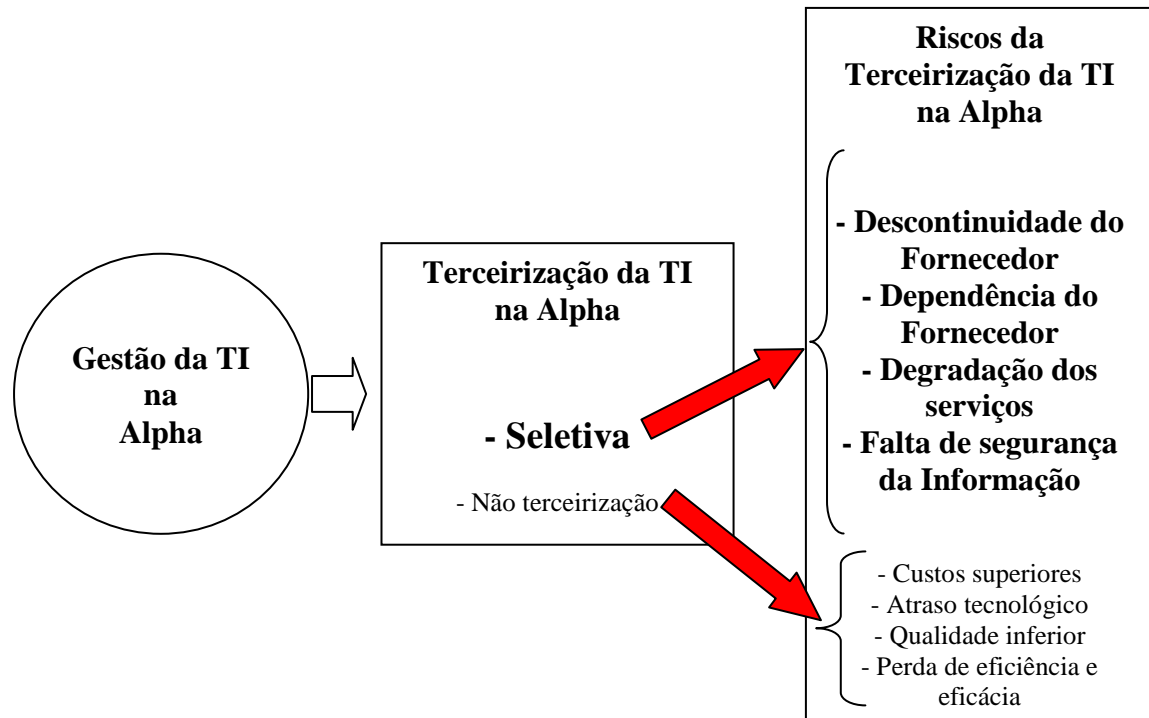 Gestão da TI
na
Alpha
Terceirização da TI
na Alpha
- Seletiva
- Não terceirização
Riscos da
Terceirização da TI
na Alpha
- Descontinuidade do
Fornecedor
- Dependência do
Fornecedor
- Degradação dos
serviços
- Falta de segurança
da Informação
- Custos superiores
- Atraso tecnológico
- Qualidade inferior
- Perda de eficiência e
eficácia